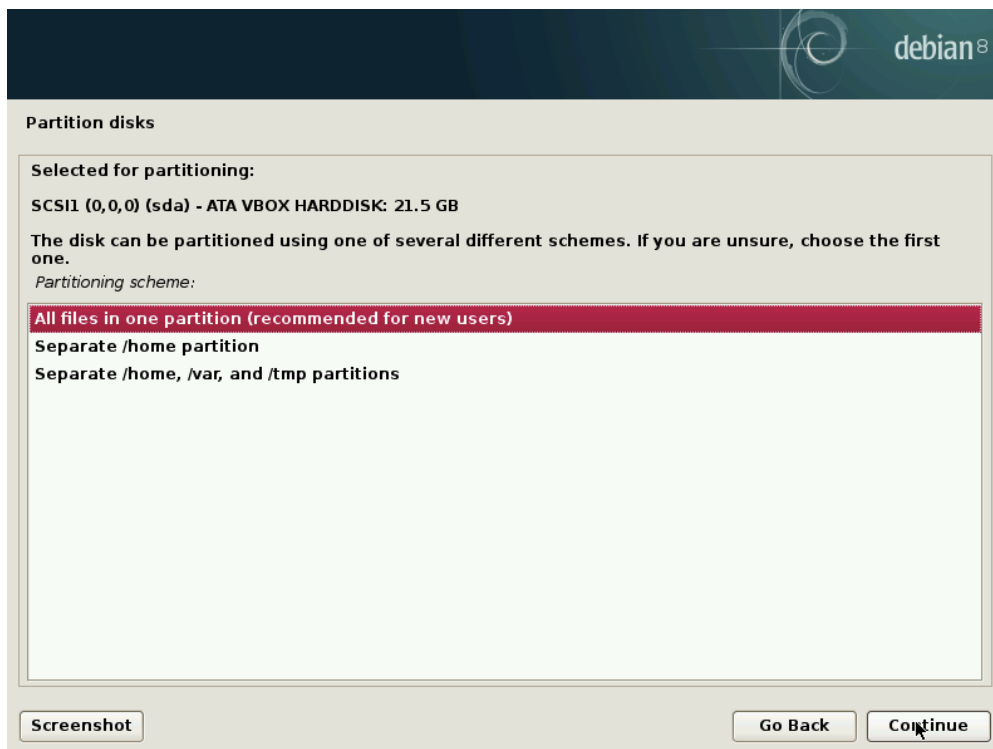 debian 8
Partition disks
Selected for partitioning:
SCSI1 (0,0,0) (sda) - ATA VBOX HARDDISK: 21.5 GB
The disk can be partitioned using one of several different schemes. If you are unsure, choose the first
one.
Partitioning scheme:
All files in one partition (recommended for new users)
Separate /home partition
Separate /home, /var, and /tmp partitions
Screenshot
Go Back
Continue